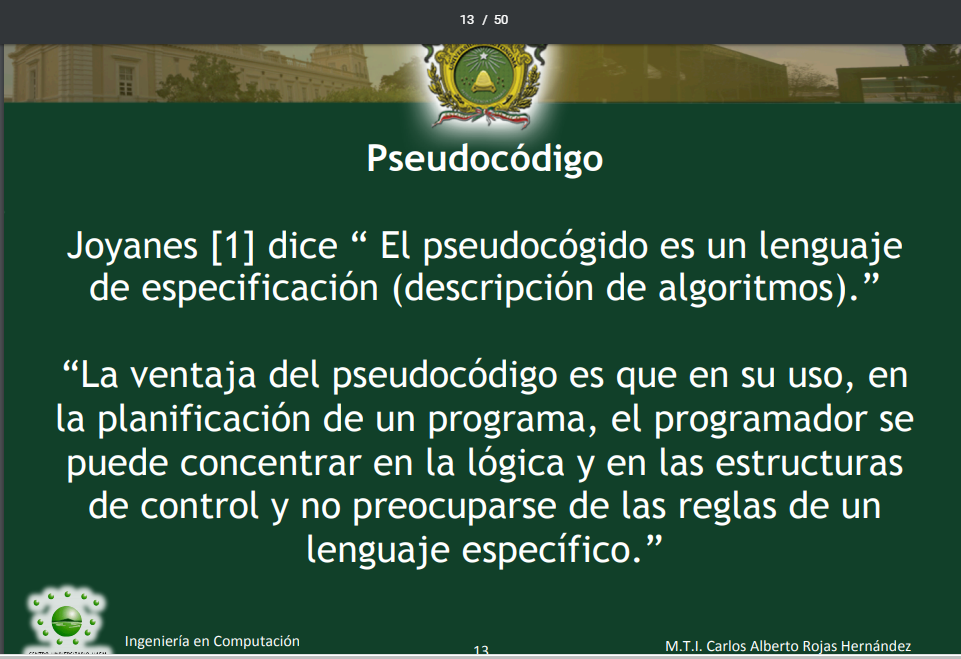 13 / 50
Pseudocódigo
Joyanes [1] dice “ El pseudocógido es un lenguaje
de especificación (descripción de algoritmos).”
“La ventaja del pseudocódigo es que en su uso, en
la planificación de un programa, el programador se
puede concentrar en la lógica y en las estructuras
de control y no preocuparse de las reglas de un
lenguaje específico.”
Ingeniería en Computación
13
M.T.I. Carlos Alberto Rojas Hernández